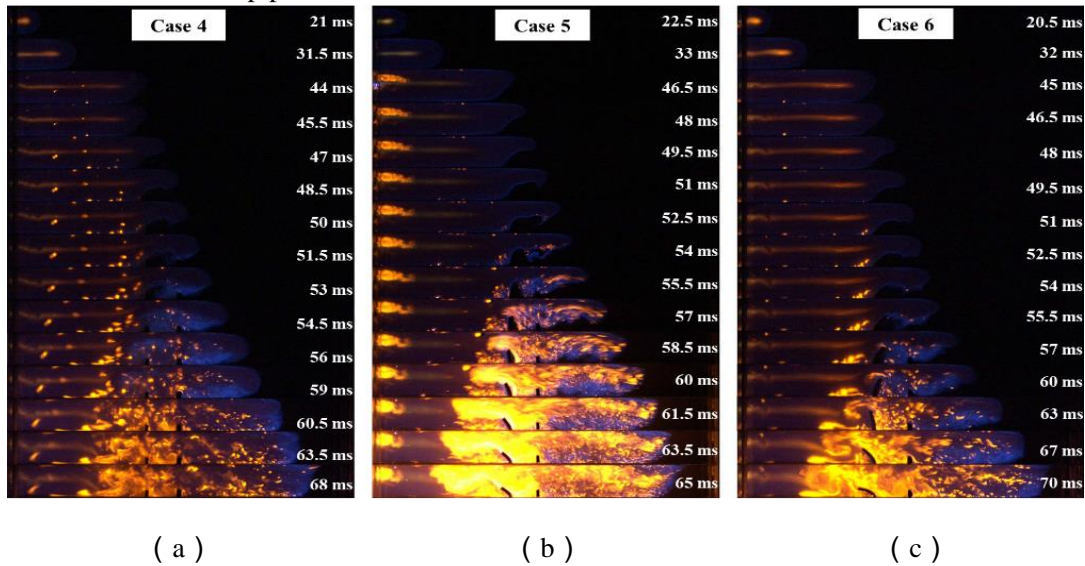 Case 4
21 ms
31.5 ms
44 ms
45.5 ms
47 ms
48.5 ms
50 ms
51.5 ms
53 ms
54.5 ms
56 ms
59 ms
60.5 ms
63.5 ms
68 ms
Case 5
22.5 ms
33 ms
46.5 ms
48 ms
49.5 ms
51 ms
52.5 ms
54 ms
55.5 ms
57 ms
58.5 ms
60 ms
61.5 ms
63.5 ms
65 ms
Case 6
20.5 ms
32 ms
45 ms
46.5 ms
48 ms
49.5 ms
51 ms
52.5 ms
54 ms
55.5 ms
57 ms
60 ms
63 ms
67 ms
70 ms
( a )
( b )
( c )